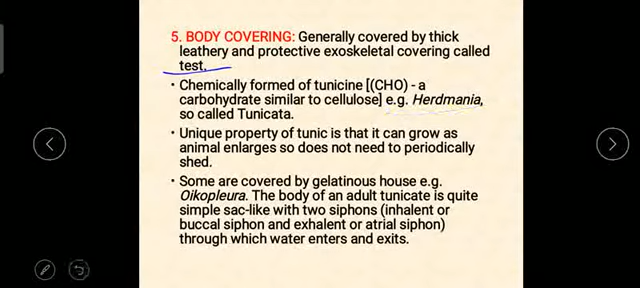 5. BODY COVERING: Generally covered by thick
leathery and protective exoskeletal covering called
test.
• Chemically formed of tunicine [(CHO) - a
carbohydrate similar to cellulose] e.g. Herdmania,
so called Tunicata.
• Unique property of tunic is that it can grow as
animal enlarges so does not need to periodically
shed.
• Some are covered by gelatinous house e.g.
Oikopleura. The body of an adult tunicate is quite
simple sac-like with two siphons (inhalent or
buccal siphon and exhalent or atrial siphon)
through which water enters and exits.